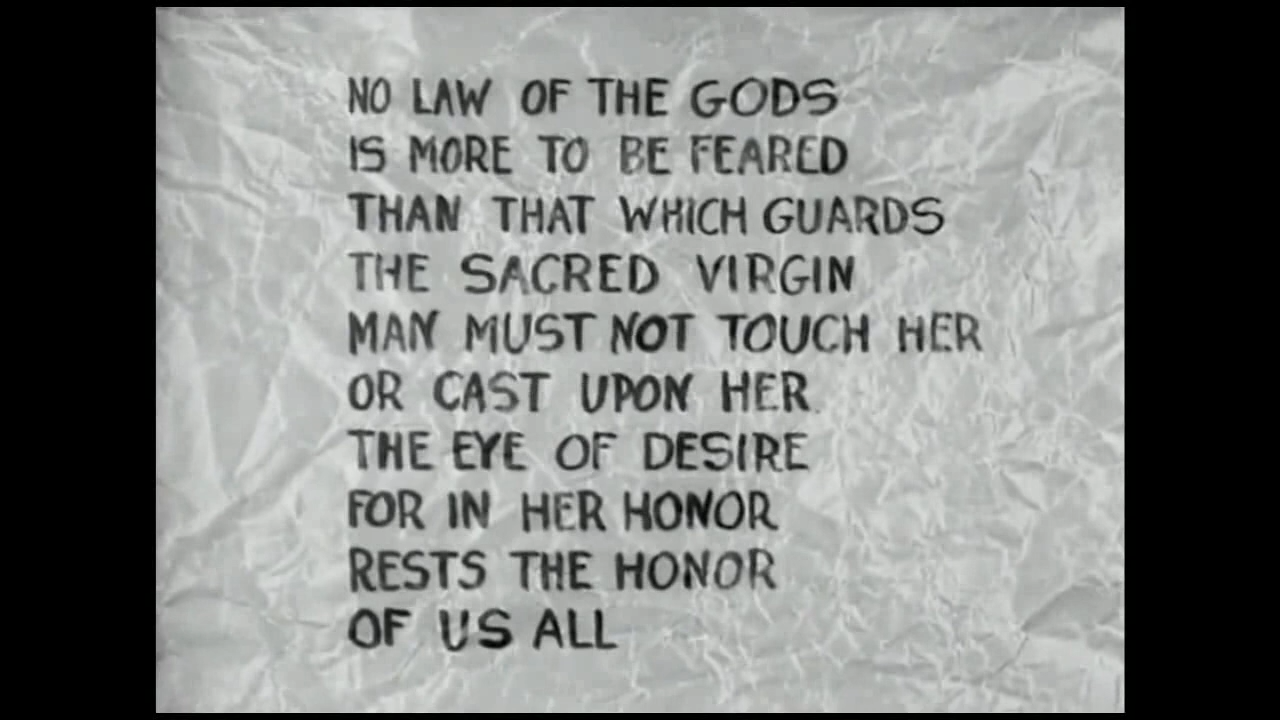 NO LAW OF THE GODS
IS MORE TO BE FEARED
THAN THAT WHICH GUARDS
THE SACRED VIRGIN
MAN MUST NOT TOUCH HER
OR CAST UPON HER
THE EYE OF DESIRE
FOR IN HER HONOR
RESTS THE HONOR
OF US ALL